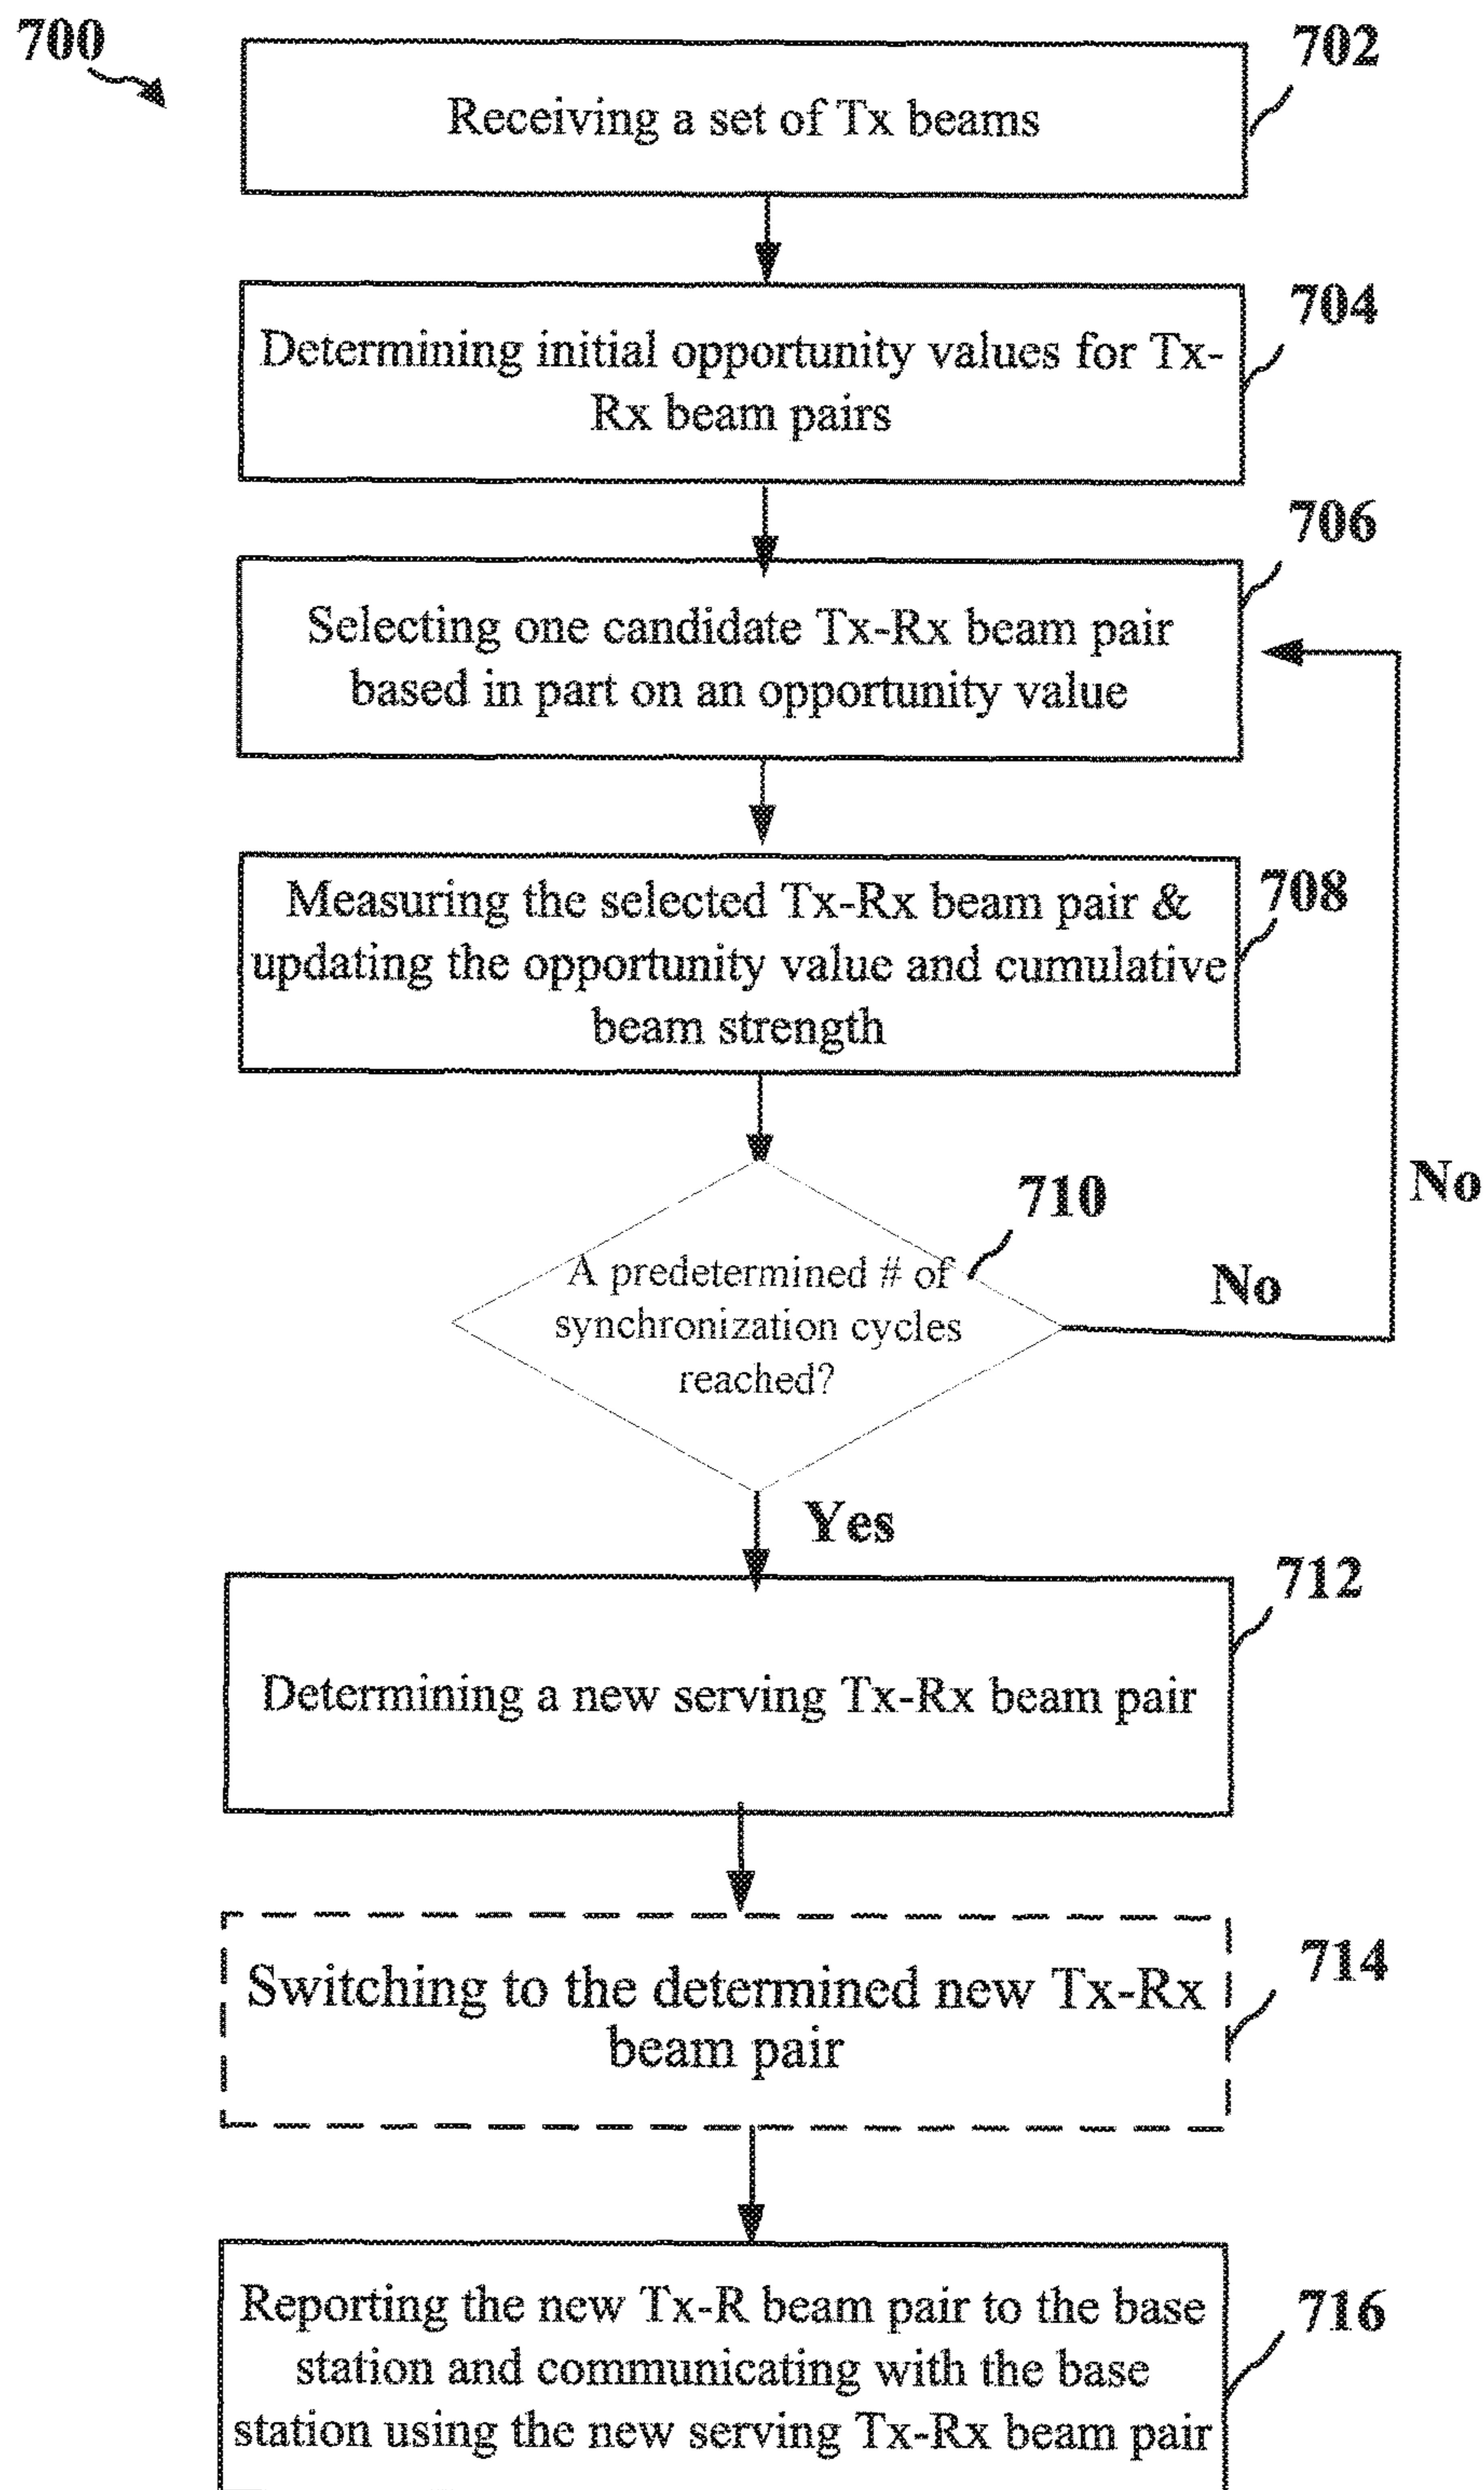 700
702
Receiving a set of Tx beams
704
Determining initial opportunity values for Tx-
Rx beam pairs
706
Selecting one candidate Tx-Rx beam pair
based in part on an opportunity value
708
Measuring the selected Tx-Rx beam pair &
updating the opportunity value and cumulative
beam strength
710
A predetermined # of
synchronization cycles
reached?
No
No
Yes
712
Determining a new serving Tx-Rx beam pair
714
Switching to the determined new Tx-Rx
beam pair
716
Reporting the new Tx-R beam pair to the base
station and communicating with the base
station using the new serving Tx-Rx beam pair